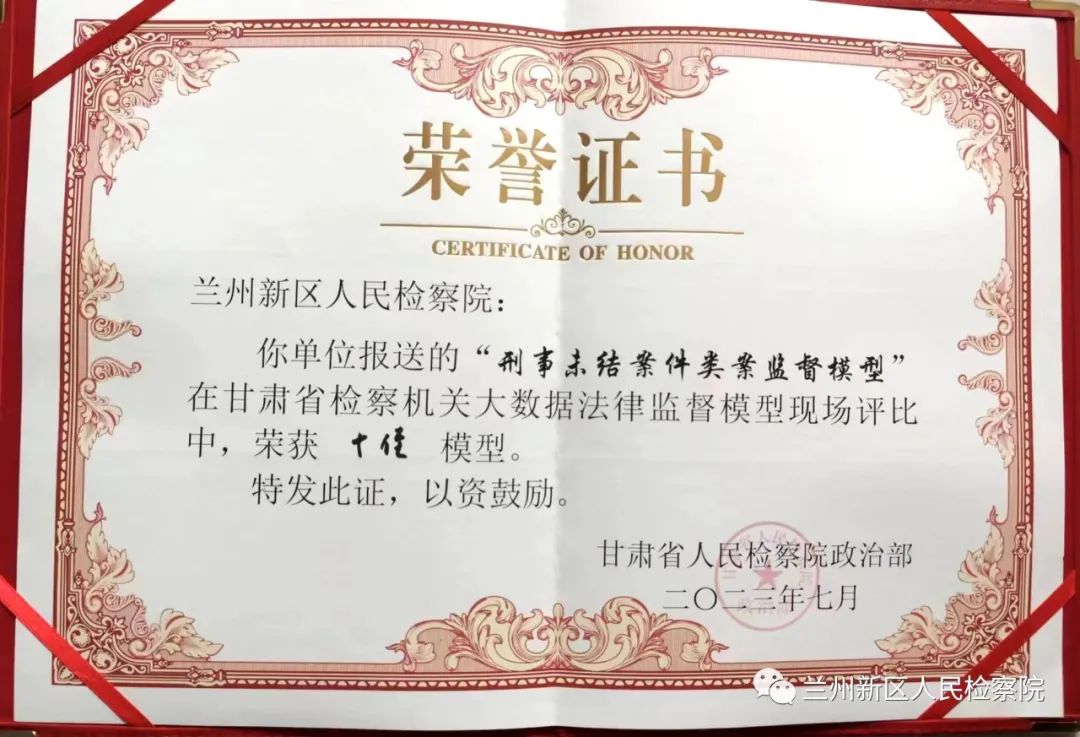 荣誉证书
CERTIFICATE OF HONOR
兰州新区人民检察院：
你单位报送的“刑事未结案件类案监督模型”
在甘肃省检察机关大数据法律监督模型现场评比
中，荣获 十佳 模型。
特发此证，以资鼓励。
甘肃省人民检察院政治部
二〇二三年七月
兰州新区人民检察院